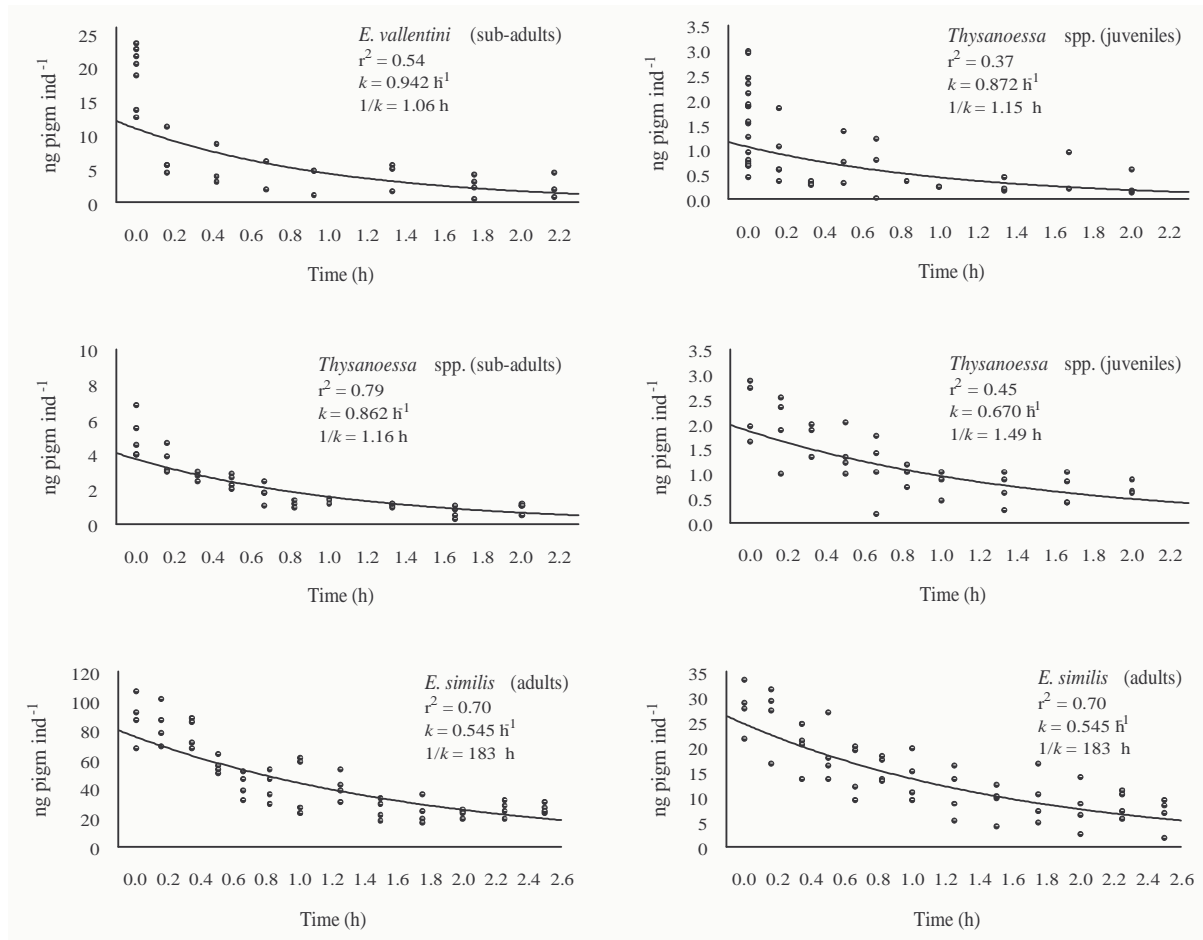 E. vallentini (sub-adults)
r² = 0.54
k = 0.942 h⁻¹
1/k = 1.06 h
ng pigm ind⁻¹
25
20
15
10
5
0
0.0 0.2 0.4 0.6 0.8 1.0 1.2 1.4 1.6 1.8 2.0 2.2
Time (h)
Thysanoessa spp. (juveniles)
r² = 0.37
k = 0.872 h⁻¹
1/k = 1.15 h
ng pigm ind⁻¹
3.5
3.0
2.5
2.0
1.5
1.0
0.5
0.0
0.0 0.2 0.4 0.6 0.8 1.0 1.2 1.4 1.6 1.8 2.0 2.2
Time (h)
Thysanoessa spp. (sub-adults)
r² = 0.79
k = 0.862 h⁻¹
1/k = 1.16 h
ng pigm ind⁻¹
10
8
6
4
2
0
0.0 0.2 0.4 0.6 0.8 1.0 1.2 1.4 1.6 1.8 2.0 2.2
Time (h)
Thysanoessa spp. (juveniles)
r² = 0.45
k = 0.670 h⁻¹
1/k = 1.49 h
ng pigm ind⁻¹
3.5
3.0
2.5
2.0
1.5
1.0
0.5
0.0
0.0 0.2 0.4 0.6 0.8 1.0 1.2 1.4 1.6 1.8 2.0 2.2
Time (h)
E. similis (adults)
r² = 0.70
k = 0.545 h⁻¹
1/k = 183 h
ng pigm ind⁻¹
120
100
80
60
40
20
0
0.0 0.2 0.4 0.6 0.8 1.0 1.2 1.4 1.6 1.8 2.0 2.2 2.4 2.6
Time (h)
E. similis (adults)
r² = 0.70
k = 0.545 h⁻¹
1/k = 183 h
ng pigm ind⁻¹
35
30
25
20
15
10
5
0
0.0 0.2 0.4 0.6 0.8 1.0 1.2 1.4 1.6 1.8 2.0 2.2 2.4 2.6
Time (h)